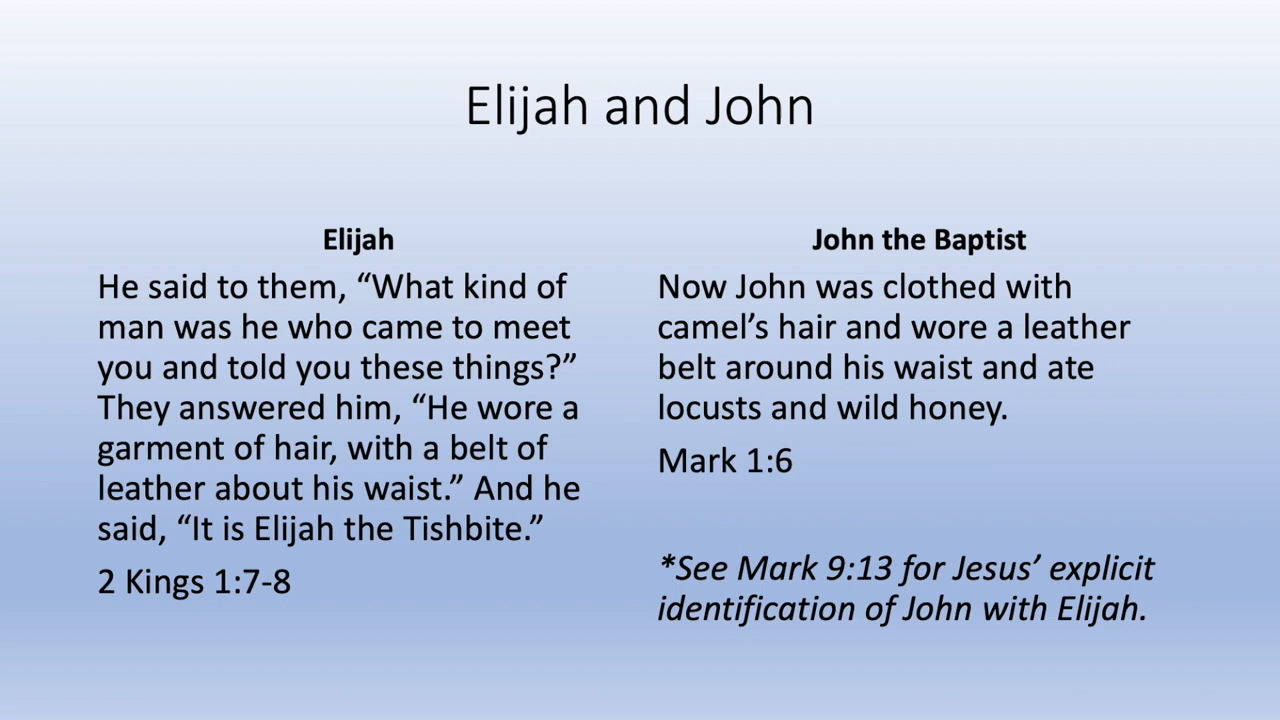 Elijah and John
Elijah
He said to them, “What kind of
man was he who came to meet
you and told you these things?”
They answered him, “He wore a
garment of hair, with a belt of
leather about his waist.” And he
said, “It is Elijah the Tishbite.”
2 Kings 1:7-8
John the Baptist
Now John was clothed with
camel’s hair and wore a leather
belt around his waist and ate
locusts and wild honey.
Mark 1:6
*See Mark 9:13 for Jesus’ explicit
identification of John with Elijah.